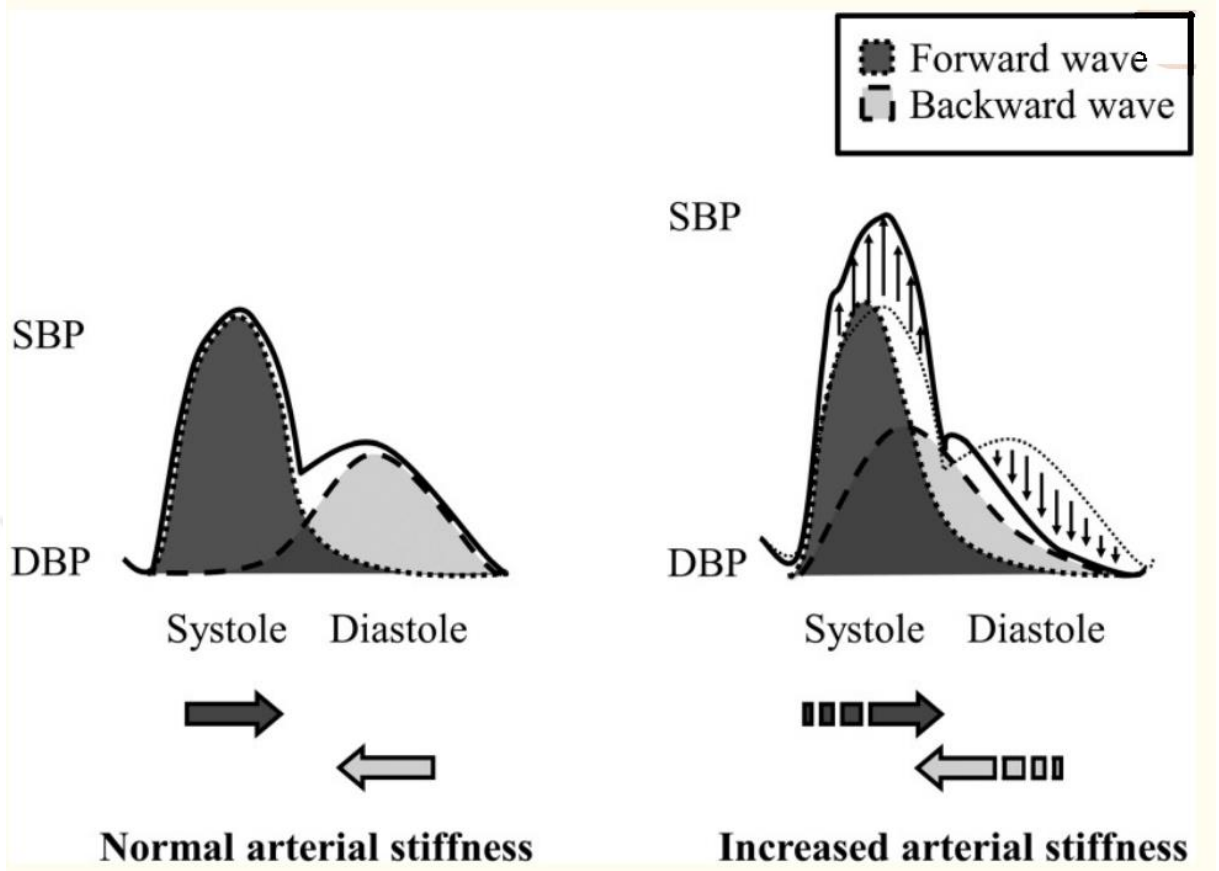 Forward wave
Backward wave
SBP
SBP
DBP
DBP
Systole Diastole
Systole Diastole
Normal arterial stiffness
Increased arterial stiffness